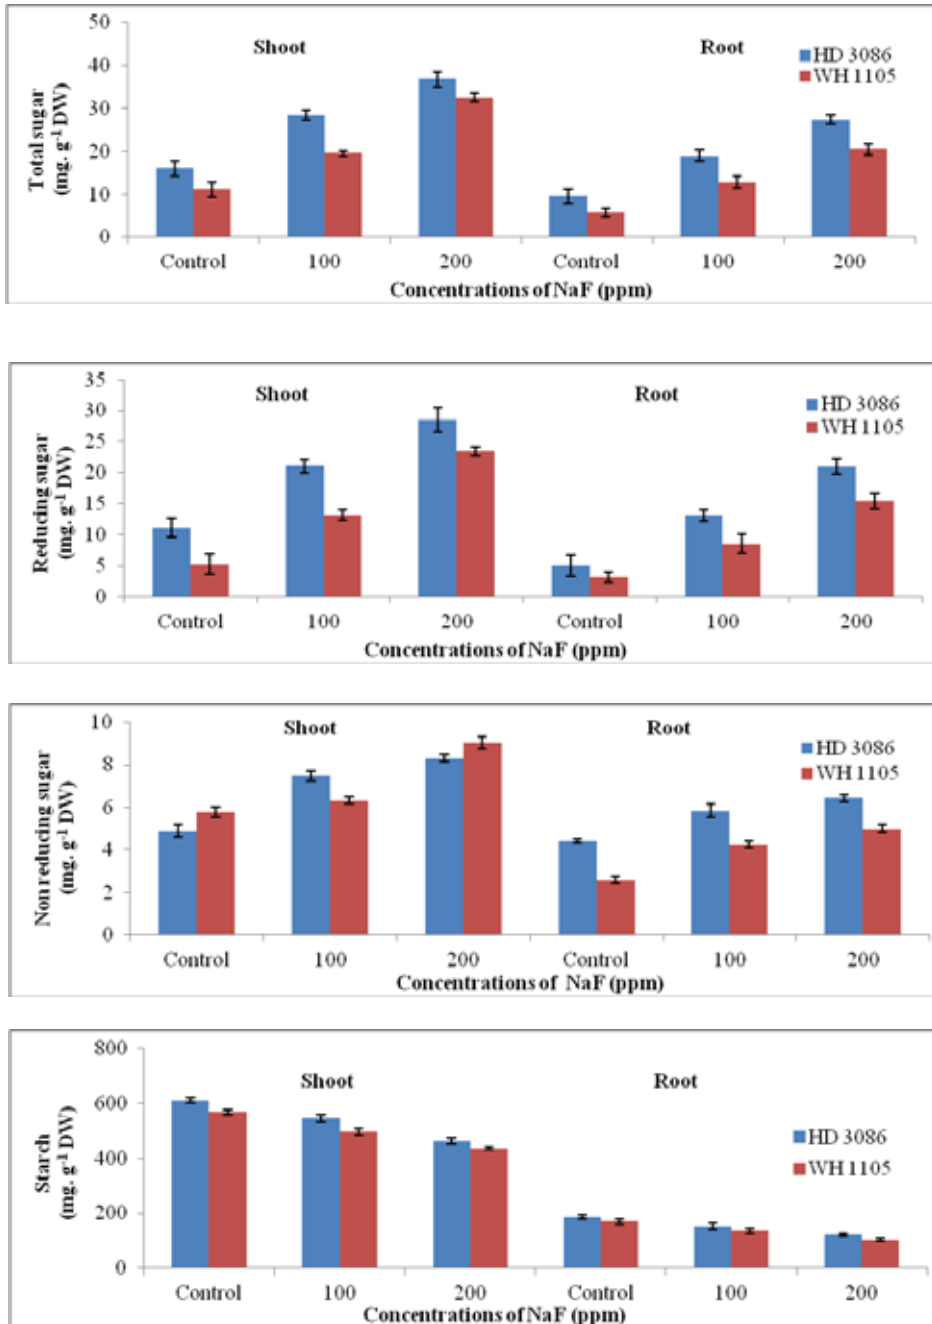 50
40
30
20
10
0
Total sugar
(mg. g-1 DW)
Shoot
Root
HD 3086
WH 1105
Control 100 200 Control 100 200
Concentrations of NaF (ppm)
35
30
25
20
15
10
5
0
Reducing sugar
(mg. g-1 DW)
Shoot
Root
HD 3086
WH 1105
Control 100 200 Control 100 200
Concentrations of NaF (ppm)
10
8
6
4
2
0
Non reducing sugar
(mg. g-1 DW)
Shoot
Root
HD 3086
WH 1105
Control 100 200 Control 100 200
Concentrations of NaF (ppm)
800
600
400
200
0
Starch
(mg. g-1 DW)
Shoot
Root
HD 3086
WH 1105
Control 100 200 Control 100 200
Concentrations of NaF (ppm)